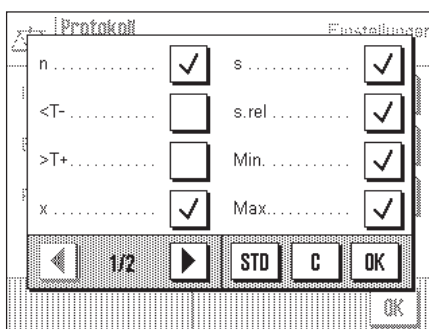 Protokoll Einstellungen
n ............. ✓ s ............. ✓
<T- ............ s.rel ........... ✓
>T+ ............ Min. ........... ✓
x ............. ✓ Max. ........... ✓
1/2 STD C OK
OK